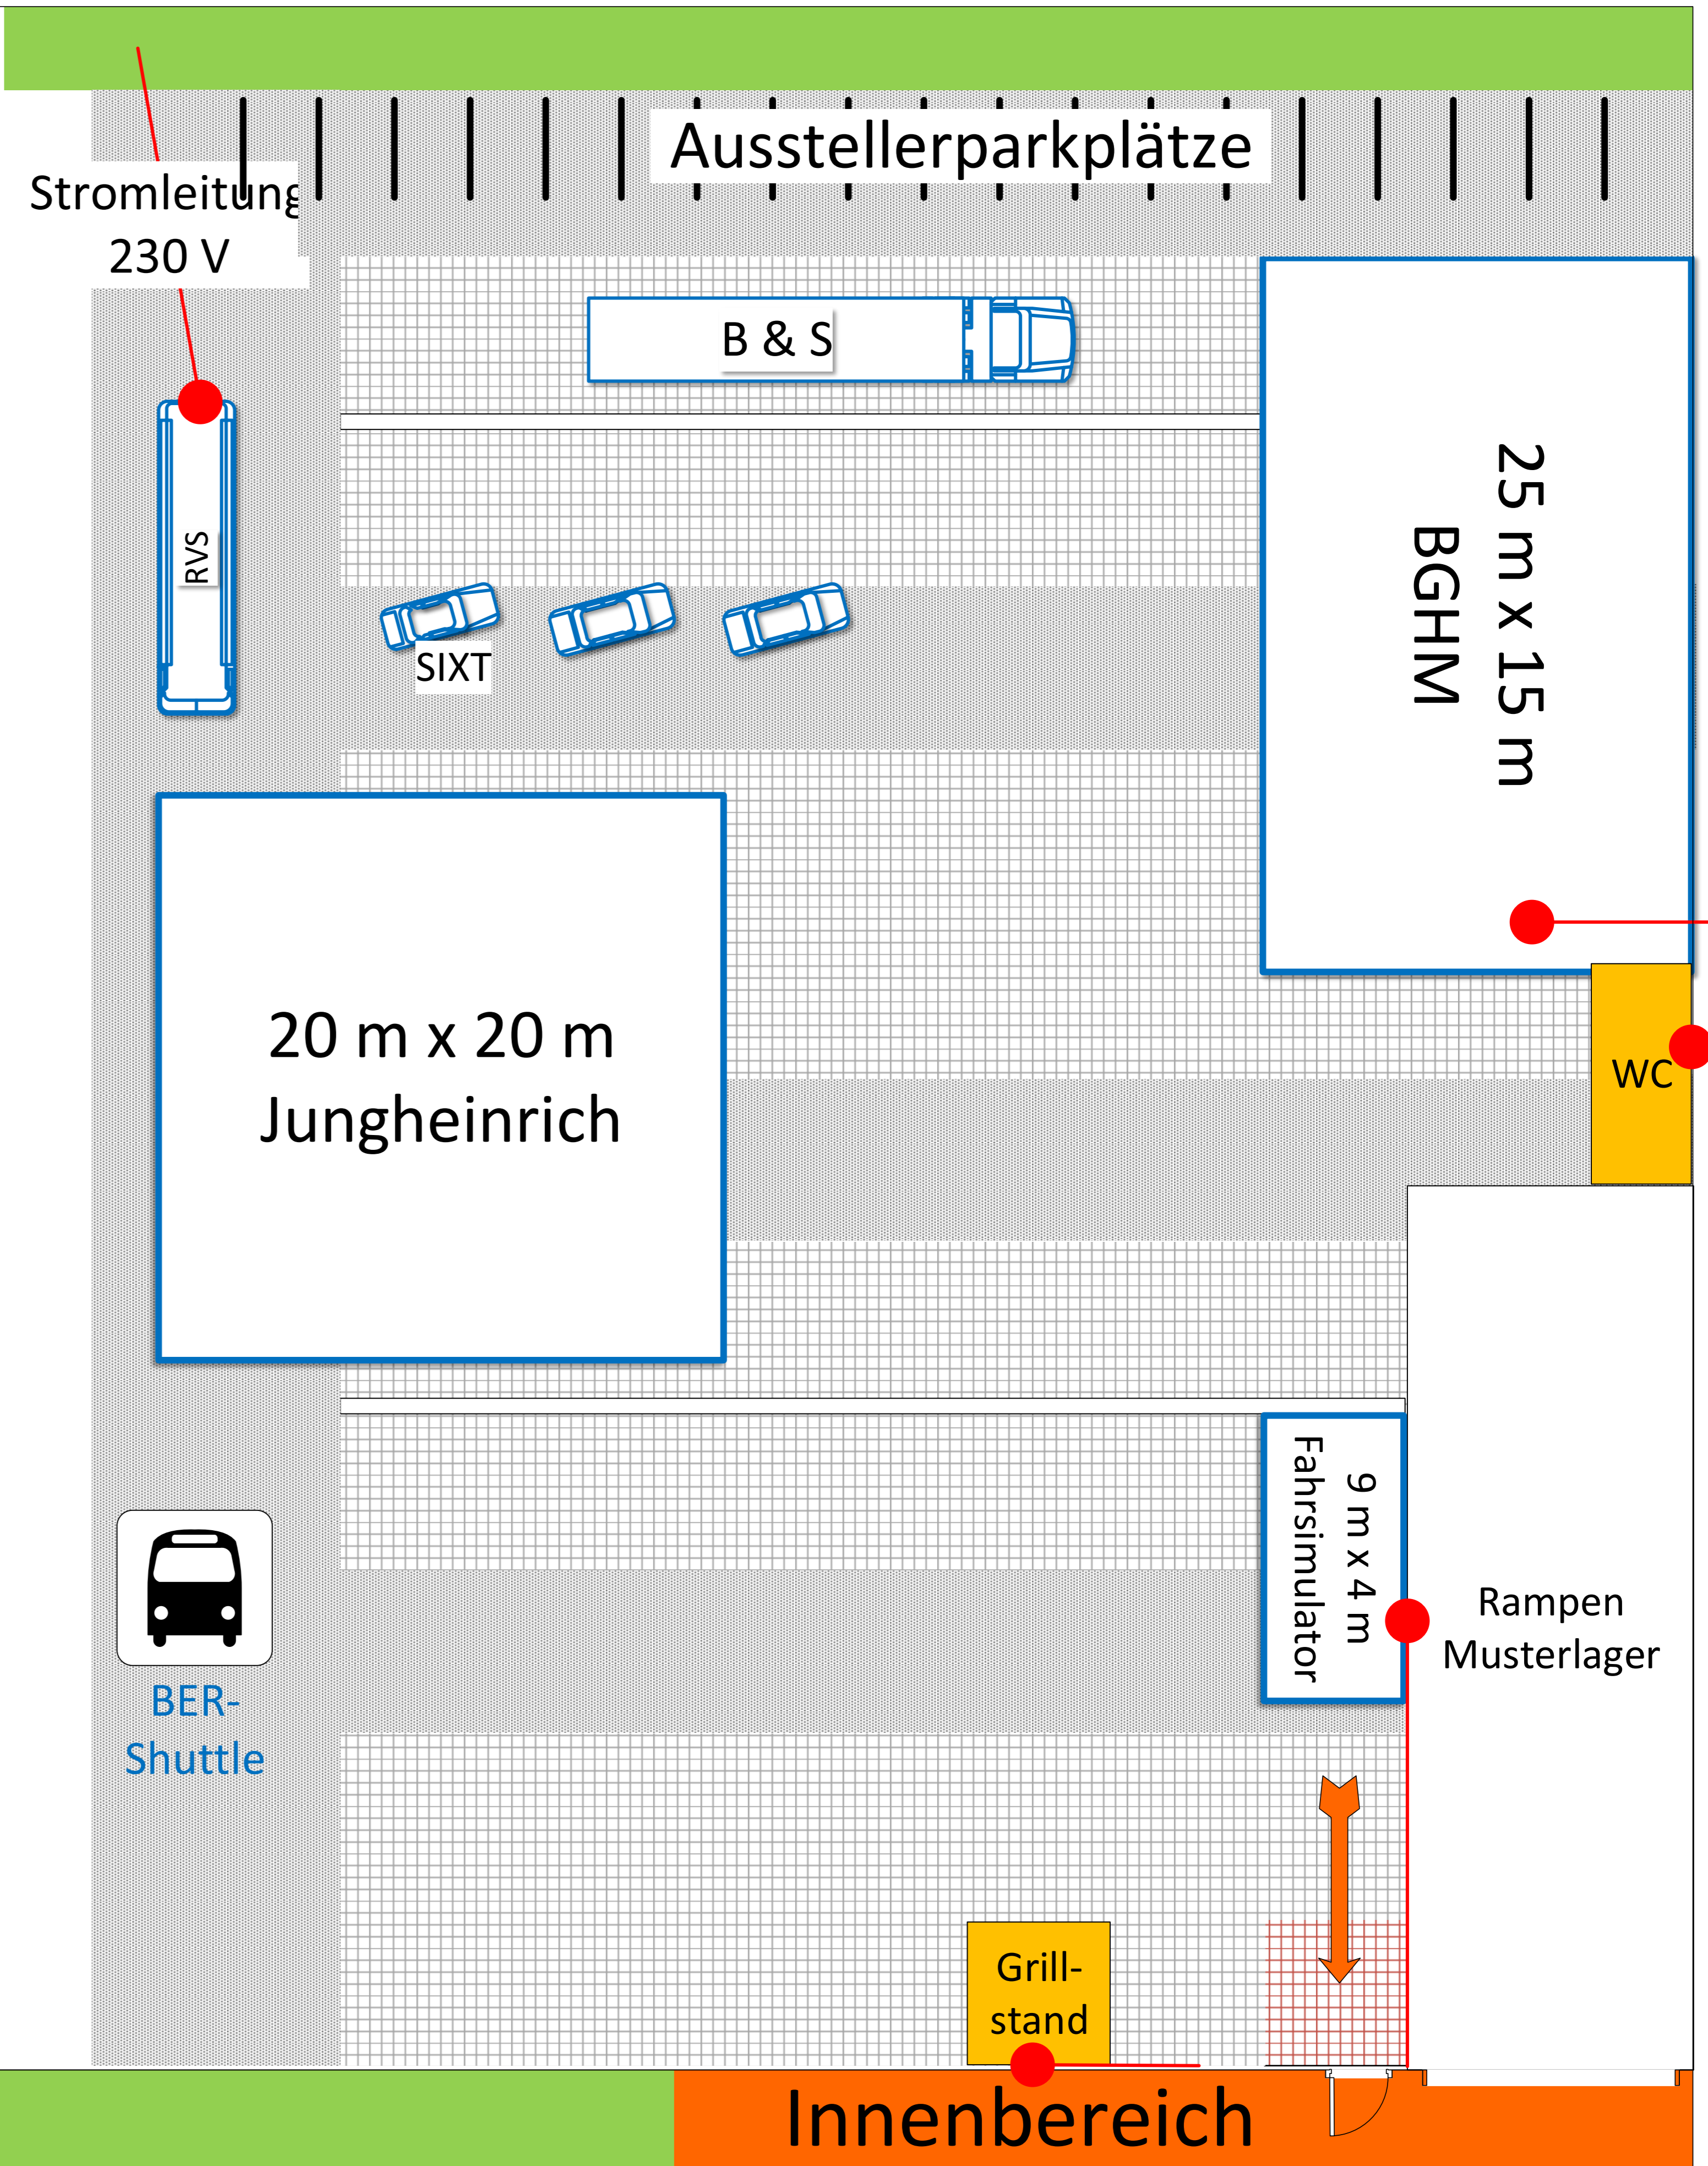 Ausstellerparkplätze
Stromleitung
230 V
B & S
RVS
SIXT
25 m x 15 m
BGHM
20 m x 20 m
Jungheinrich
WC
9 m x 4 m
Fahrsimulator
Rampen
Musterlager
BER-
Shuttle
Grill-
stand
Innenbereich